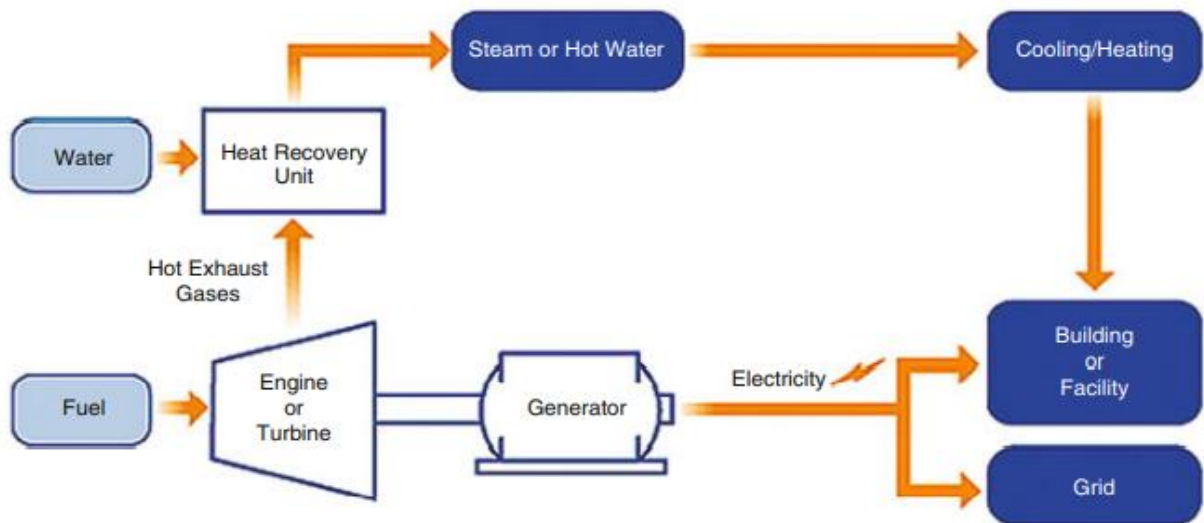 Steam or Hot Water
Cooling/Heating
Water
Heat Recovery
Unit
Hot Exhaust
Gases
Fuel
Engine
or
Turbine
Generator
Electricity
Building
or
Facility
Grid